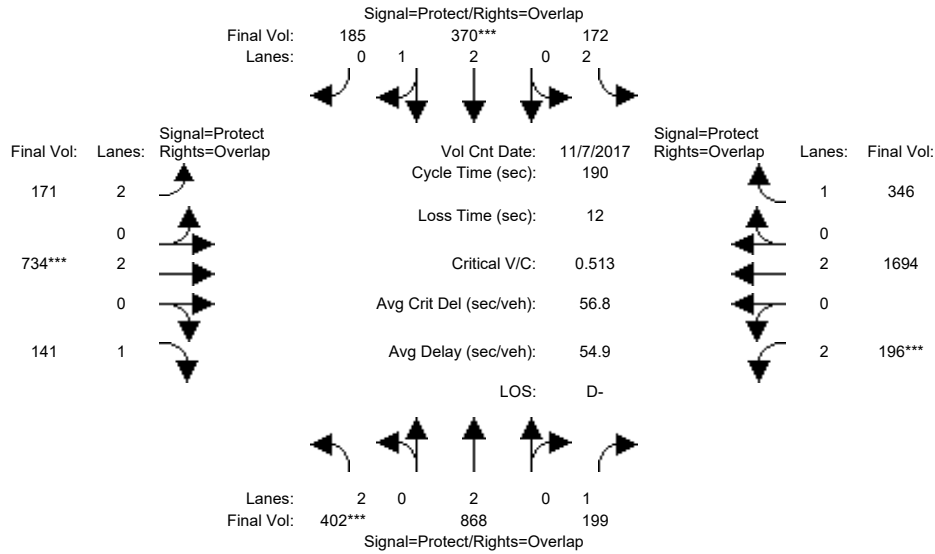 Signal=Protect/Rights=Overlap
Final Vol: 185 370*** 172
Lanes: 0 1 2 0 2
Signal=Protect Signal=Protect
Final Vol: Lanes: Rights=Overlap Vol Cnt Date: 11/7/2017 Rights=Overlap Lanes: Final Vol:
Cycle Time (sec): 190
171 2 1 346
Loss Time (sec): 12
0 0
734*** 2 Critical V/C: 0.513 2 1694
0 Avg Crit Del (sec/veh): 56.8 0
141 1 Avg Delay (sec/veh): 54.9 2 196***
LOS: D-
Lanes: 2 0 2 0 1
Final Vol: 402*** 868 199
Signal=Protect/Rights=Overlap